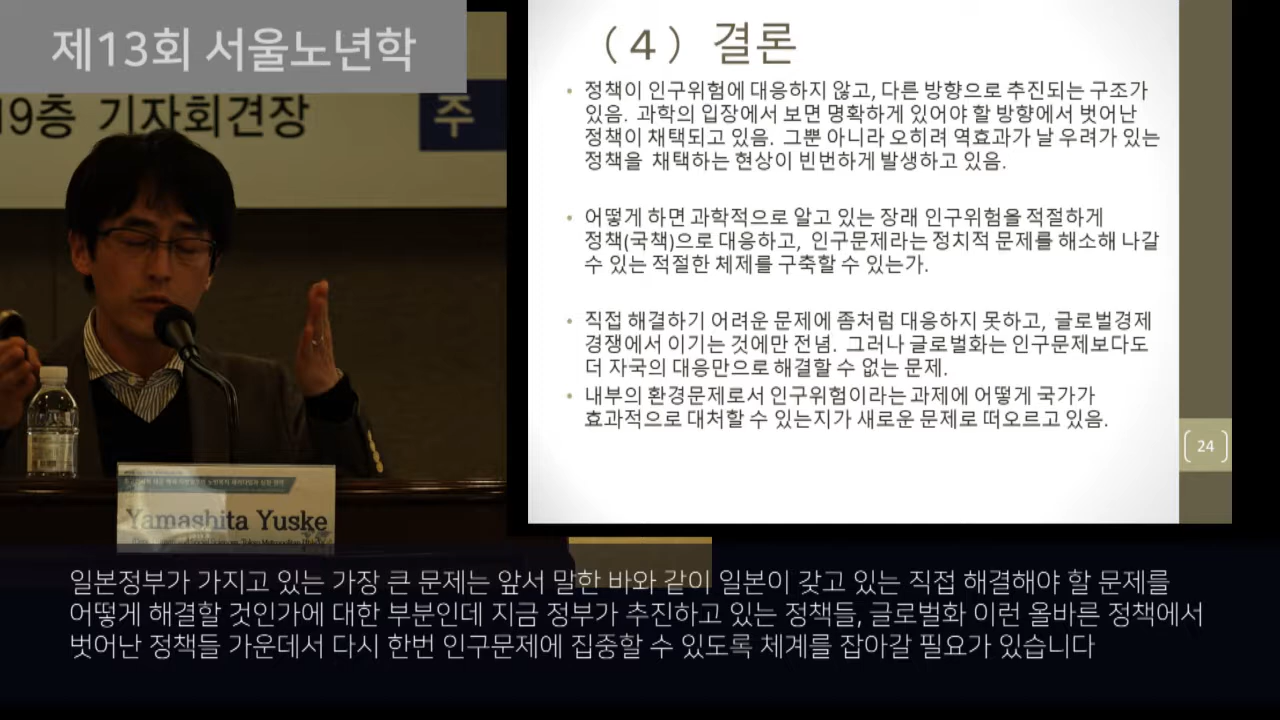 제13회 서울노년학
19층 기자회견장
주
Yamashita Yuske
(4) 결론
• 정책이 인구위험에 대응하지 않고, 다른 방향으로 추진되는 구조가
있음. 과학의 입장에서 보면 명확하게 있어야 할 방향에서 벗어난
정책이 채택되고 있음. 그뿐 아니라 오히려 역효과가 날 우려가 있는
정책을 채택하는 현상이 빈번하게 발생하고 있음.
• 어떻게 하면 과학적으로 알고 있는 장래 인구위험을 적절하게
정책(국책)으로 대응하고, 인구문제라는 정치적 문제를 해소해 나갈
수 있는 적절한 체제를 구축할 수 있는가.
• 직접 해결하기 어려운 문제에 좀처럼 대응하지 못하고, 글로벌경제
경쟁에서 이기는 것에만 전념. 그러나 글로벌화는 인구문제보다도
더 자국의 대응만으로 해결할 수 없는 문제.
• 내부의 환경문제로서 인구위험이라는 과제에 어떻게 국가가
효과적으로 대처할 수 있는지가 새로운 문제로 떠오르고 있음.
24
일본정부가 가지고 있는 가장 큰 문제는 앞서 말한 바와 같이 일본이 갖고 있는 직접 해결해야 할 문제를
어떻게 해결할 것인가에 대한 부분인데 지금 정부가 추진하고 있는 정책들, 글로벌화 이런 올바른 정책에서
벗어난 정책들 가운데서 다시 한번 인구문제에 집중할 수 있도록 체계를 잡아갈 필요가 있습니다